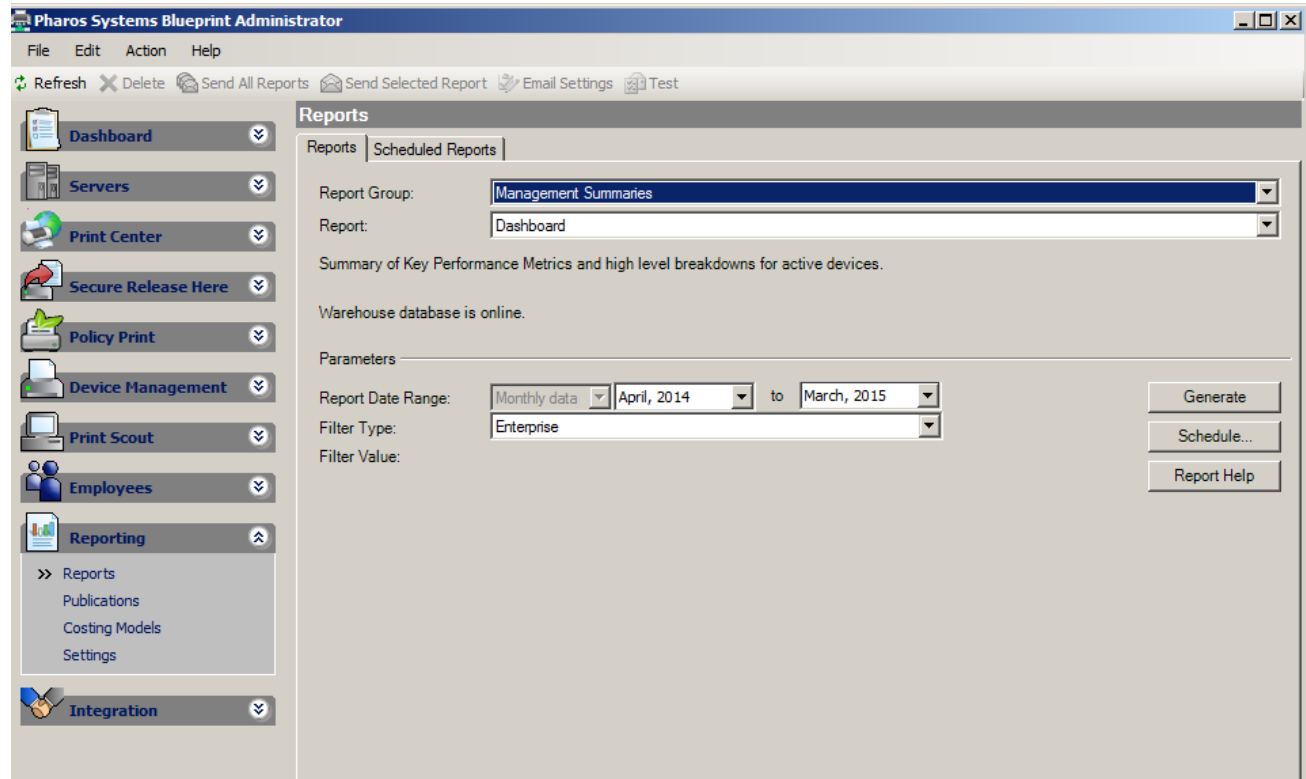 Pharos Systems Blueprint Administrator
File Edit Action Help
Refresh Delete Send All Reports Send Selected Report Email Settings Test
Dashboard
Servers
Print Center
Secure Release Here
Policy Print
Device Management
Print Scout
Employees
Reporting
Reports
Publications
Costing Models
Settings
Integration
Reports
Reports Scheduled Reports
Report Group: Management Summaries
Report: Dashboard
Summary of Key Performance Metrics and high level breakdowns for active devices.
Warehouse database is online.
Parameters
Report Date Range: Monthly data April, 2014 to March, 2015
Filter Type: Enterprise
Filter Value:
Generate
Schedule...
Report Help